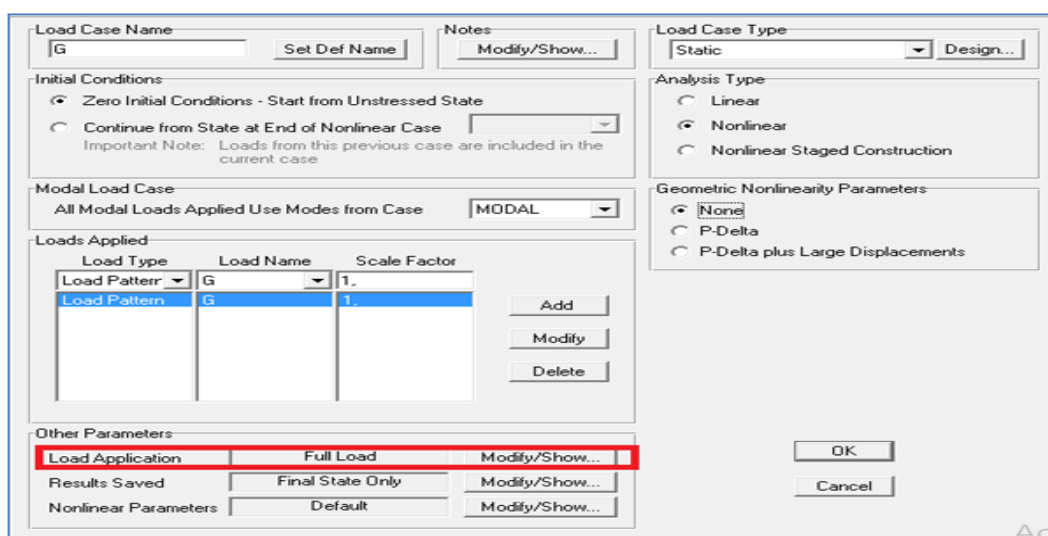 Load Case Name
G
Set Def Name
Notes
Modify/Show...
Load Case Type
Static
Design...
Initial Conditions
Zero Initial Conditions - Start from Unstressed State
Continue from State at End of Nonlinear Case
Important Note: Loads from this previous case are included in the
current case
Analysis Type
Linear
Nonlinear
Nonlinear Staged Construction
Modal Load Case
All Modal Loads Applied Use Modes from Case MODAL
Geometric Nonlinearity Parameters
None
P-Delta
P-Delta plus Large Displacements
Loads Applied
Load Type Load Name Scale Factor
Load Patterr G 1,
Load Pattern G 1,
Add
Modify
Delete
Other Parameters
Load Application Full Load Modify/Show...
Results Saved Final State Only Modify/Show...
Nonlinear Parameters Default Modify/Show...
OK
Cancel